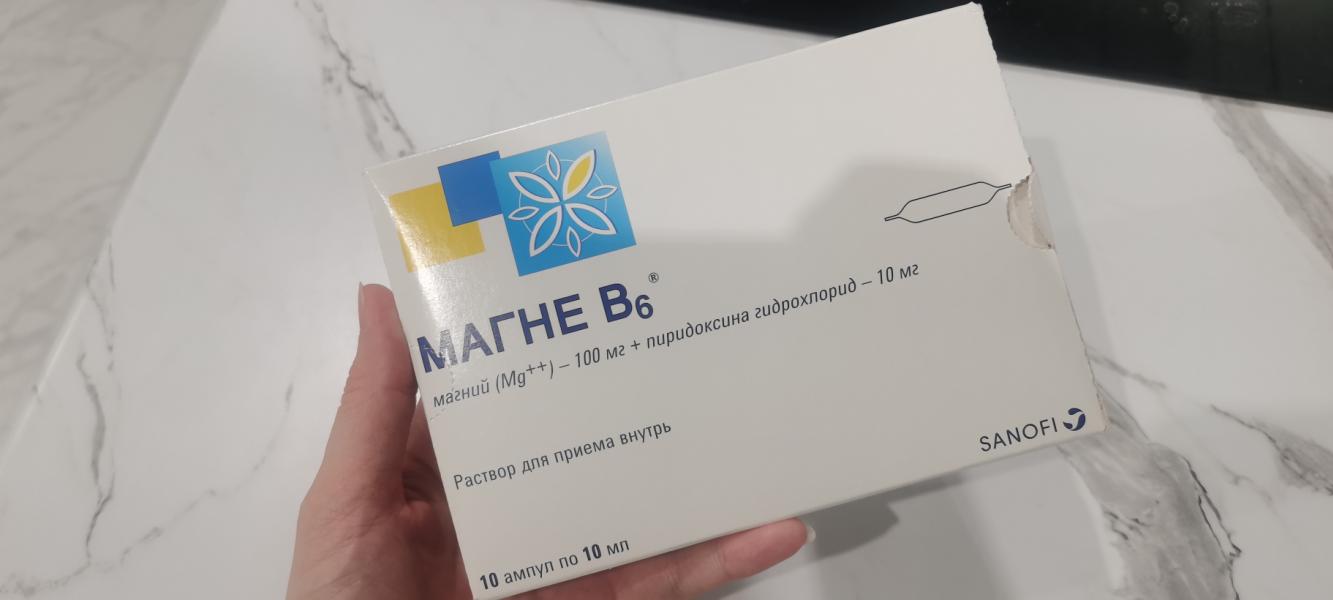 МАГНЕ В6®
магний (Mg++) – 100 мг + пиридоксина гидрохлорид – 10 мг
Раствор для приема внутрь
SANOFI
10 ампул по 10 мл